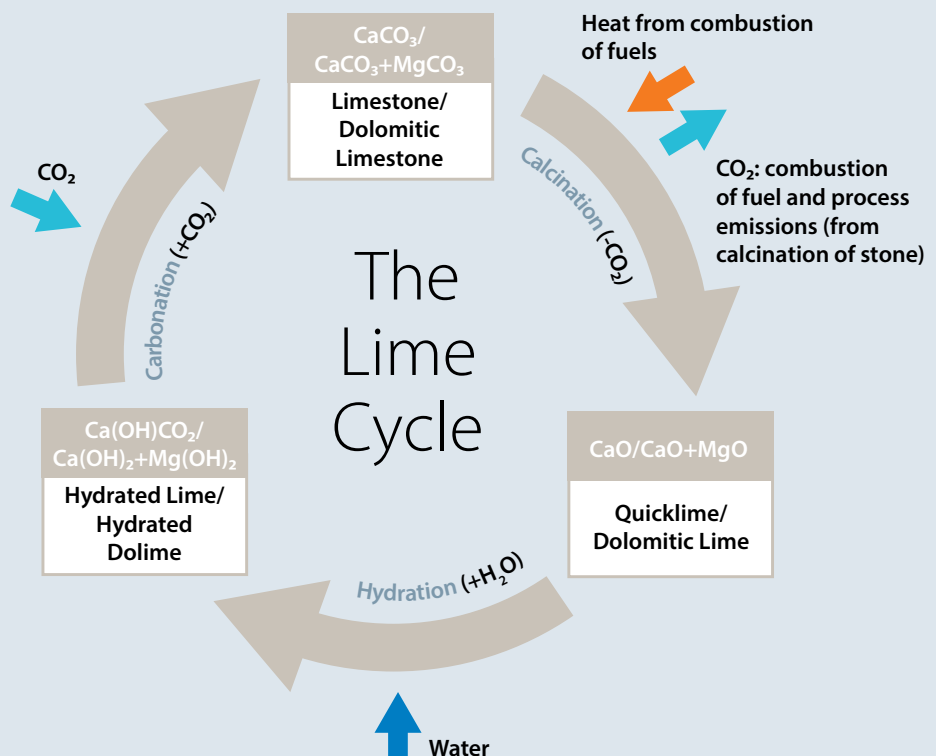 CaCO₃/
CaCO₃+MgCO₃
Limestone/
Dolomitic
Limestone
Heat from combustion
of fuels
CO₂: combustion
of fuel and process
emissions (from
calcination of stone)
Calcination (-CO₂)
CO₂
Carbonation (+CO₂)
The
Lime
Cycle
Ca(OH)CO₂/
Ca(OH)₂+Mg(OH)₂
Hydrated Lime/
Hydrated
Dolime
CaO/CaO+MgO
Quicklime/
Dolomitic Lime
Hydration (+H₂O)
Water